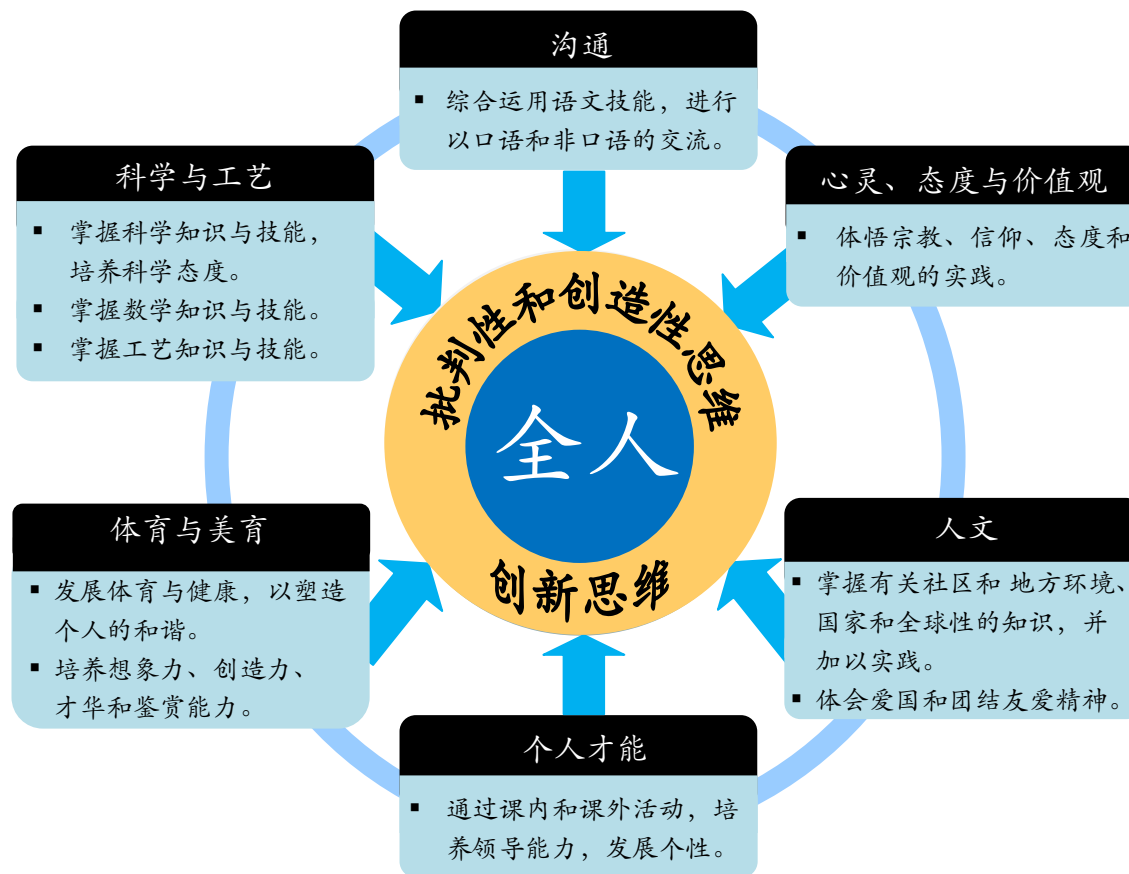 沟通
▪ 综合运用语文技能，进行
以口语和非口语的交流。
科学与工艺
▪ 掌握科学知识与技能，
培养科学态度。
▪ 掌握数学知识与技能。
▪ 掌握工艺知识与技能。
心灵、态度与价值观
▪ 体悟宗教、信仰、态度和
价值观的实践。
批判性和创造性思维
全人
创新思维
体育与美育
▪ 发展体育与健康，以塑造
个人的和谐。
▪ 培养想象力、创造力、
才华和鉴赏能力。
人文
▪ 掌握有关社区和 地方环境、
国家和全球性的知识，并
加以实践。
▪ 体会爱国和团结友爱精神。
个人才能
▪ 通过课内和课外活动，培
养领导能力，发展个性。